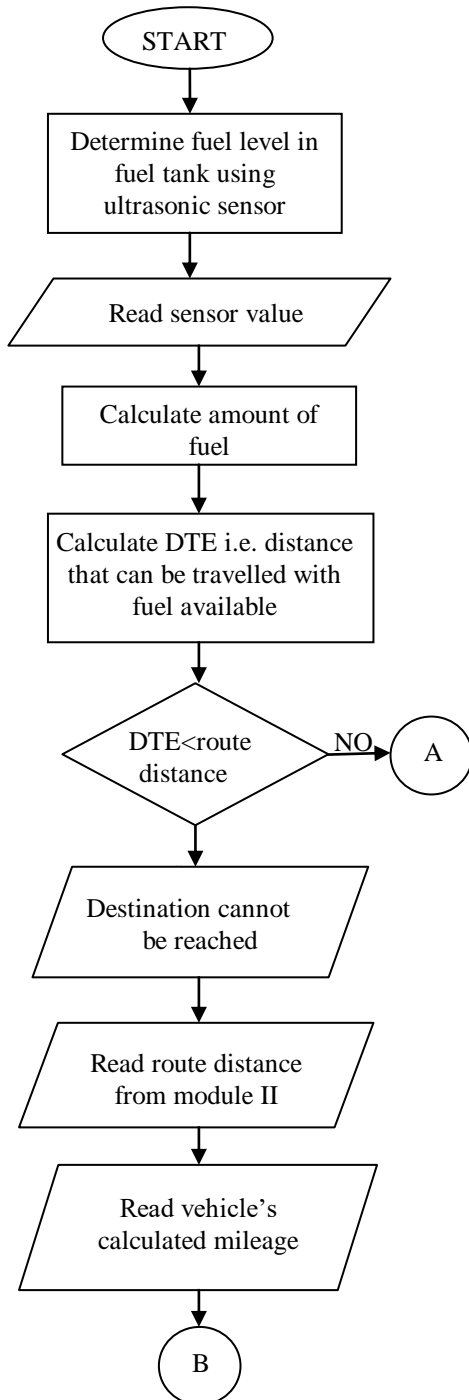 START
Determine fuel level in
fuel tank using
ultrasonic sensor
Read sensor value
Calculate amount of
fuel
Calculate DTE i.e. distance
that can be travelled with
fuel available
DTE<route
distance
NO
A
Destination cannot
be reached
Read route distance
from module II
Read vehicle's
calculated mileage
B